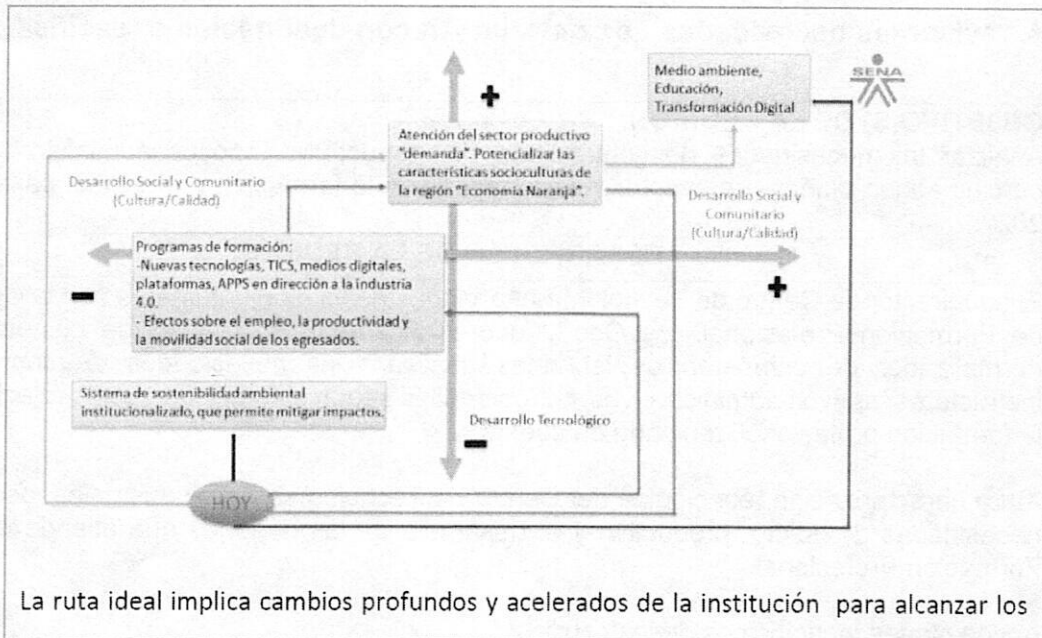 Medio ambiente,
Educación,
Transformación Digital
SENA
+
Atención del sector productivo
"demanda". Potencializar las
características socioculturas de
la región "Economía Naranja".
Desarrollo Social y Comunitario
(Cultura/Calidad)
Desarrollo Social y
Comunitario
(Cultura/Calidad)
Programas de formación:
-Nuevas tecnologías, TICS, medios digitales,
plataformas, APPS en dirección a la industria
4.0.
- Efectos sobre el empleo, la productividad y
la movilidad social de los egresados.
-
+
Sistema de sostenibilidad ambiental
institucionalizado, que permite mitigar impactos.
Desarrollo Tecnológico
-
HOY
La ruta ideal implica cambios profundos y acelerados de la institución para alcanzar los